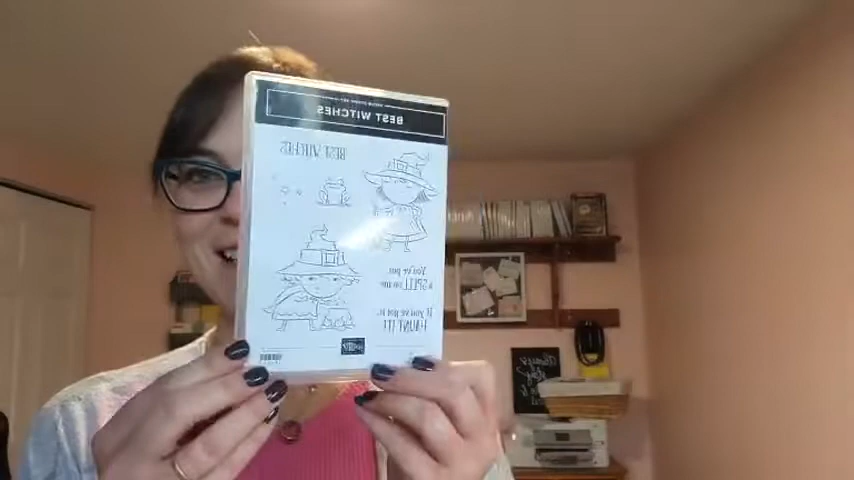 BEST WITCHES
BEST WITCHES
You've put
a SPELL on me
If you've got it,
HAUNT IT!